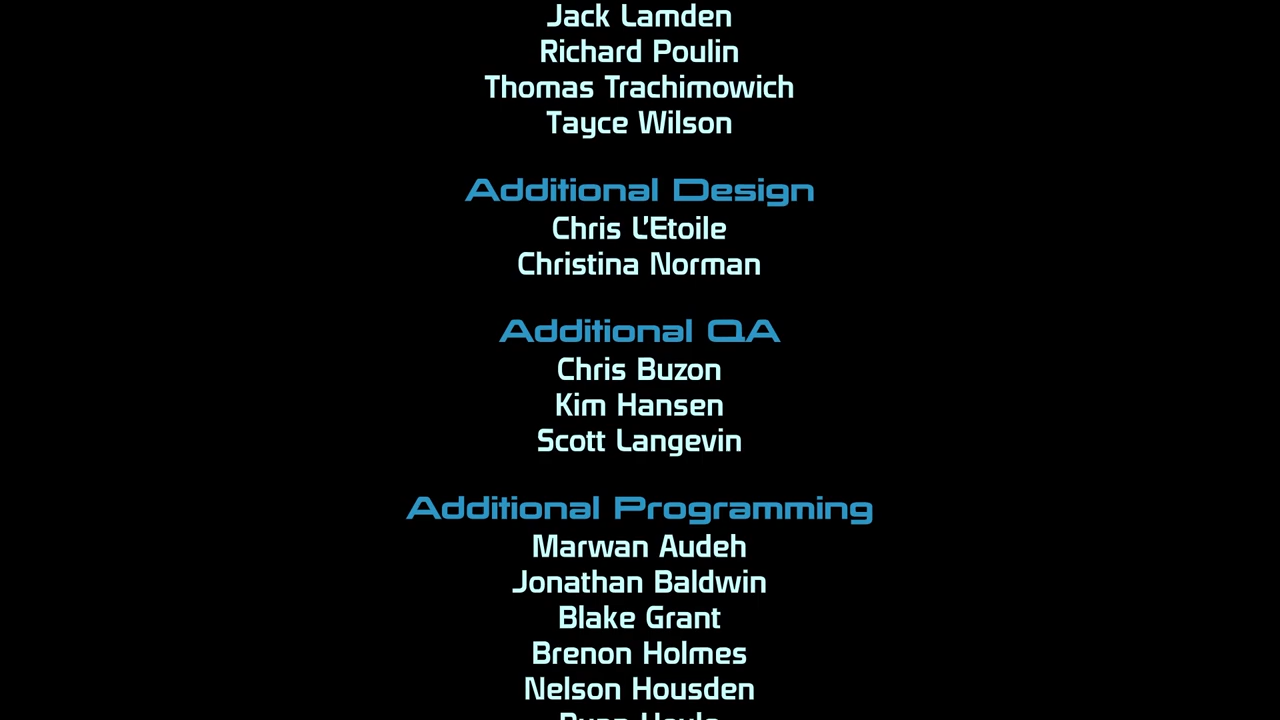 Jack Lamden
Richard Poulin
Thomas Trachimowich
Tayce Wilson
Additional Design
Chris L'Etoile
Christina Norman
Additional QA
Chris Buzon
Kim Hansen
Scott Langevin
Additional Programming
Marwan Audeh
Jonathan Baldwin
Blake Grant
Brenon Holmes
Nelson Housden